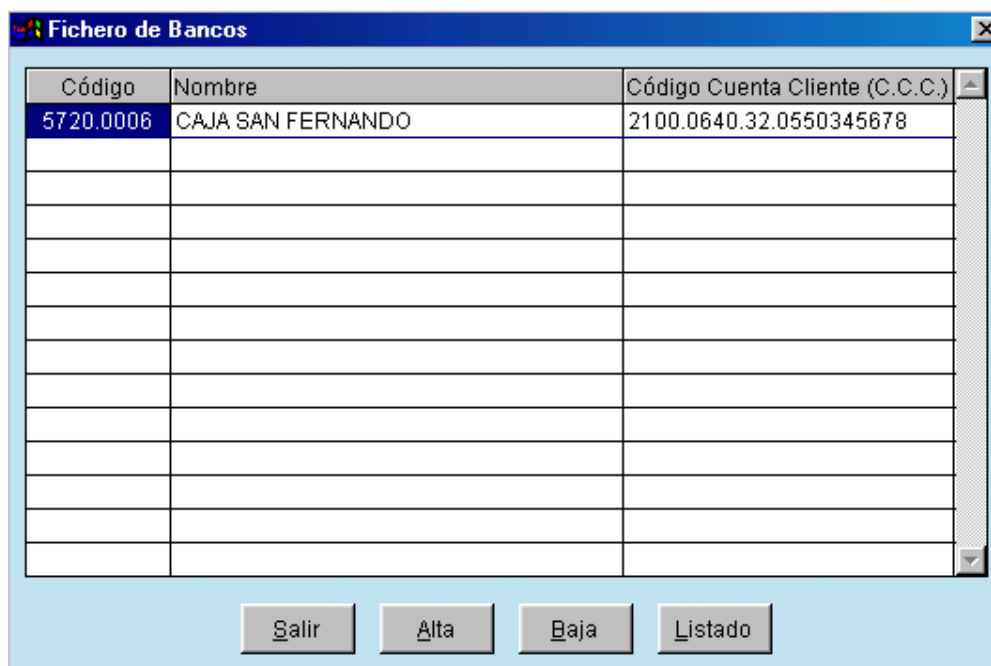 Fichero de Bancos
Código Nombre Código Cuenta Cliente (C.C.C.)
5720.0006 CAJA SAN FERNANDO 2100.0640.32.0550345678
Salir Alta Baja Listado